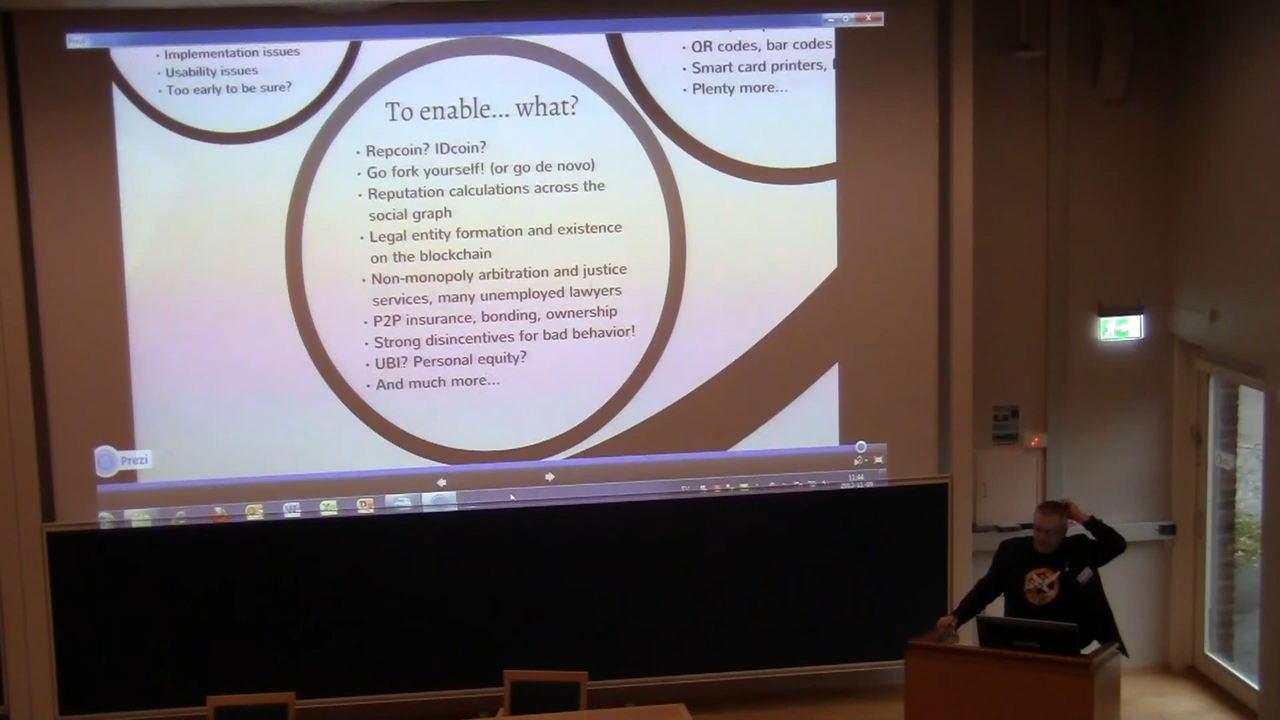 Prezi
• Implementation issues
• Usability issues
• Too early to be sure?
• QR codes, bar codes
• Smart card printers,
• Plenty more...
To enable... what?
• Repcoin? IDcoin?
• Go fork yourself! (or go de novo)
• Reputation calculations across the
social graph
• Legal entity formation and existence
on the blockchain
• Non-monopoly arbitration and justice
services, many unemployed lawyers
• P2P insurance, bonding, ownership
• Strong disincentives for bad behavior!
• UBI? Personal equity?
• And much more...
Prezi
11:44